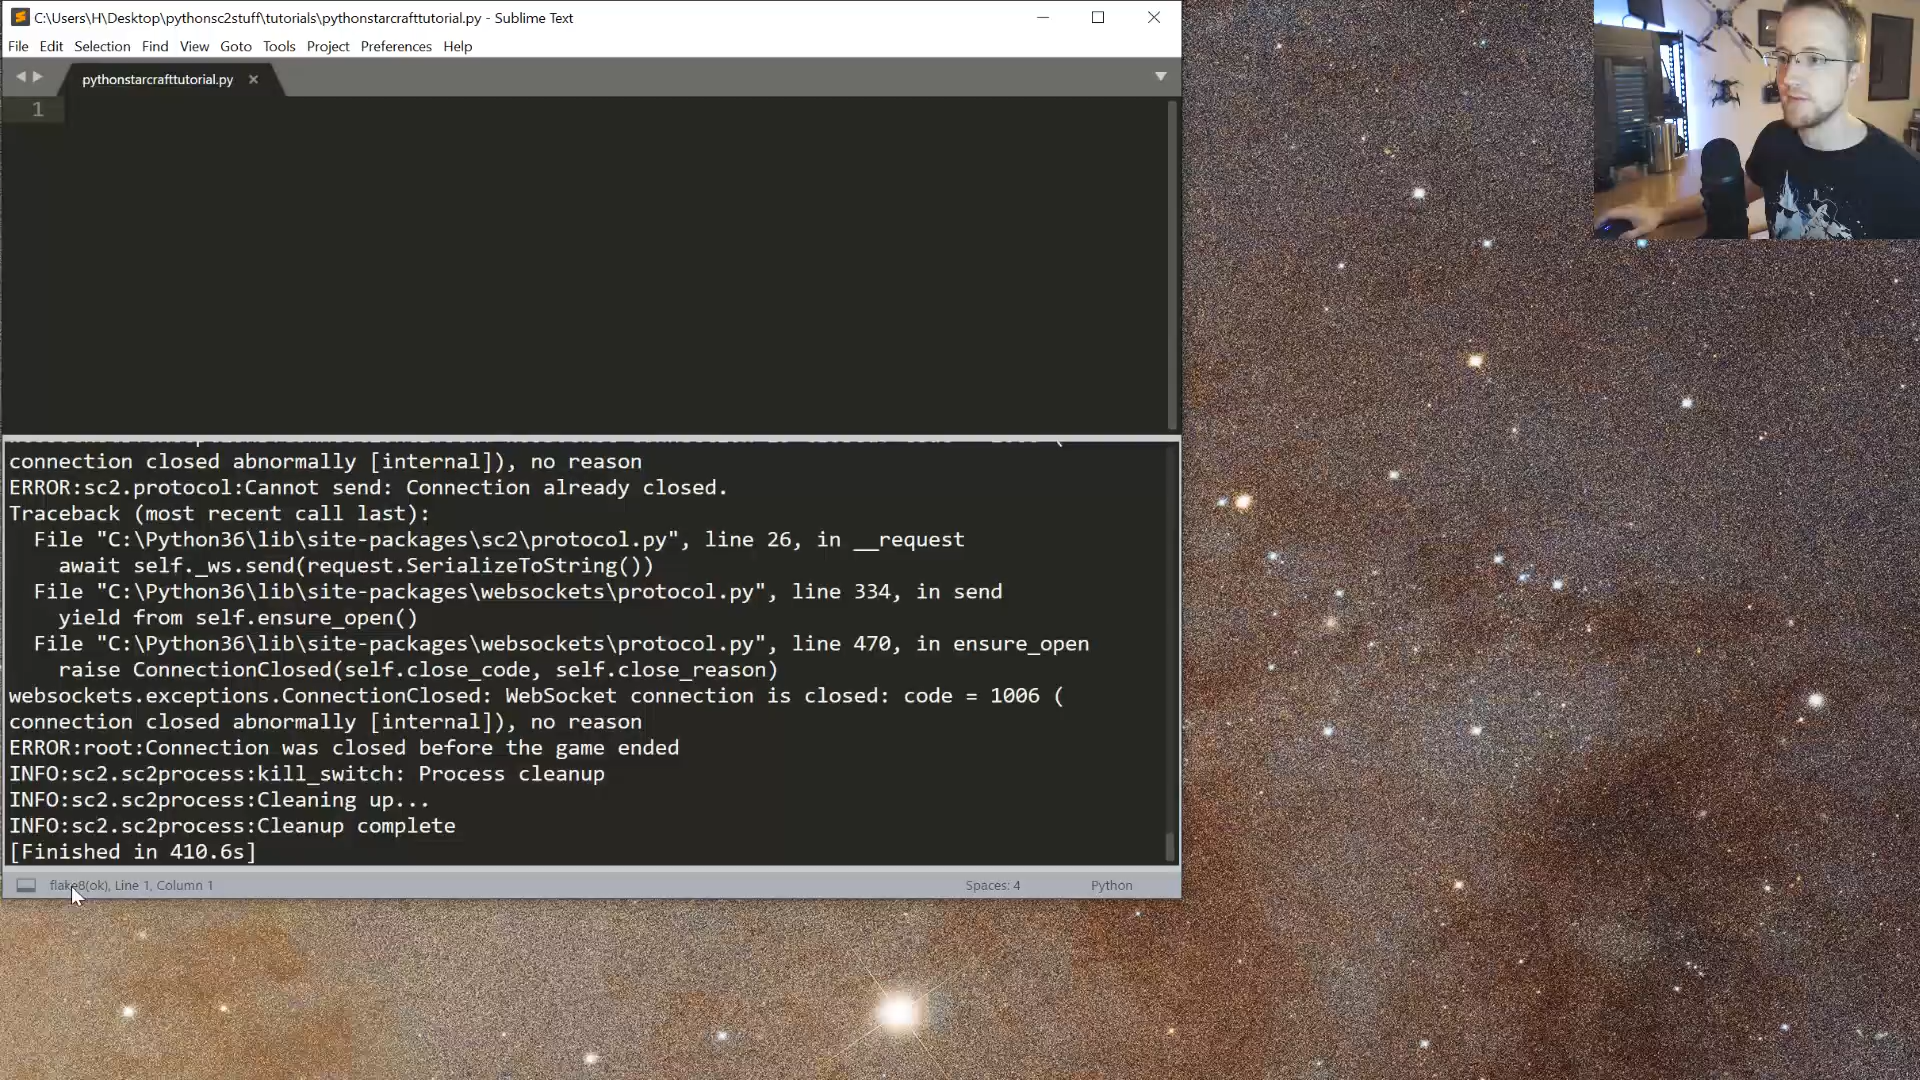 C:\Users\H\Desktop\pythonsc2stuff\tutorials\pythonstarcrafttutorial.py - Sublime Text
File Edit Selection Find View Goto Tools Project Preferences Help
pythonstarcrafttutorial.py
1
connection closed abnormally [internal]), no reason
ERROR:sc2.protocol:Cannot send: Connection already closed.
Traceback (most recent call last):
File "C:\Python36\lib\site-packages\sc2\protocol.py", line 26, in __request
await self._ws.send(request.SerializeToString())
File "C:\Python36\lib\site-packages\websockets\protocol.py", line 334, in send
yield from self.ensure_open()
File "C:\Python36\lib\site-packages\websockets\protocol.py", line 470, in ensure_open
raise ConnectionClosed(self.close_code, self.close_reason)
websockets.exceptions.ConnectionClosed: WebSocket connection is closed: code = 1006 (
connection closed abnormally [internal]), no reason
ERROR:root:Connection was closed before the game ended
INFO:sc2.sc2process:kill_switch: Process cleanup
INFO:sc2.sc2process:Cleaning up...
INFO:sc2.sc2process:Cleanup complete
[Finished in 410.6s]
flake8(ok), Line 1, Column 1
Spaces: 4
Python